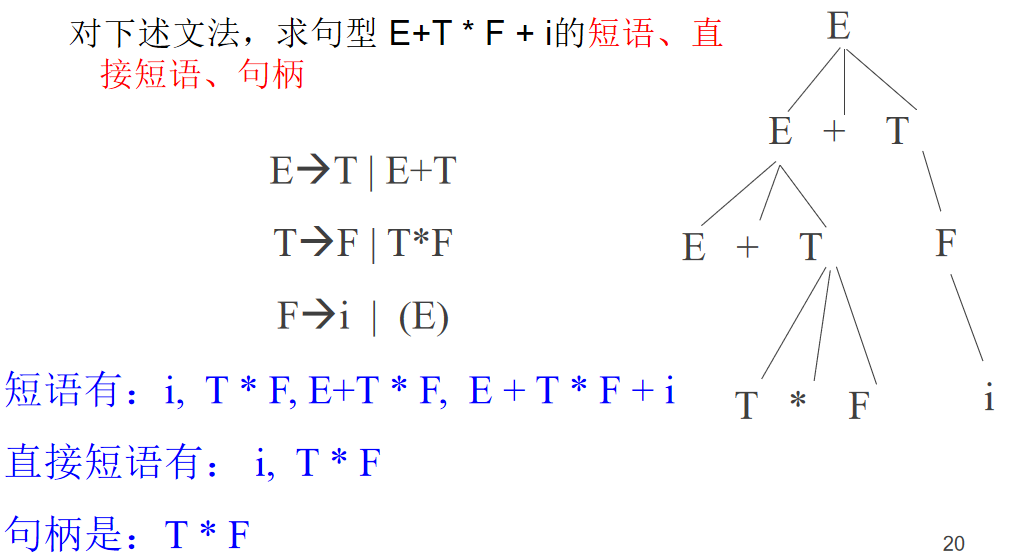 对下述文法，求句型 E+T * F + i的短语、直
接短语、句柄
E→T | E+T
T→F | T*F
F→i | (E)
短语有：i, T * F, E+T * F, E + T * F + i
直接短语有： i, T * F
句柄是：T * F
E
E + T
E + T F
T * F i
20